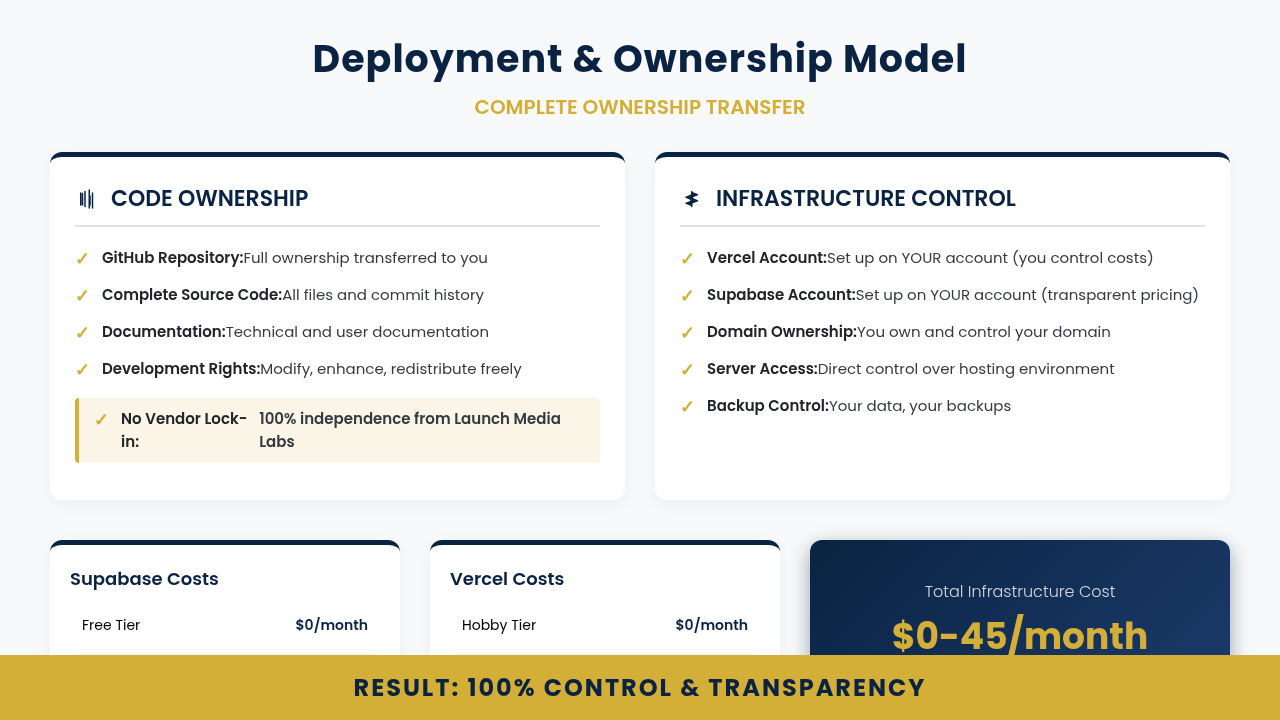 Deployment & Ownership Model
COMPLETE OWNERSHIP TRANSFER
CODE OWNERSHIP
✓ GitHub Repository:Full ownership transferred to you
✓ Complete Source Code:All files and commit history
✓ Documentation:Technical and user documentation
✓ Development Rights:Modify, enhance, redistribute freely
✓ No Vendor Lock-
in:
100% independence from Launch Media
Labs
INFRASTRUCTURE CONTROL
✓ Vercel Account:Set up on YOUR account (you control costs)
✓ Supabase Account:Set up on YOUR account (transparent pricing)
✓ Domain Ownership:You own and control your domain
✓ Server Access:Direct control over hosting environment
✓ Backup Control:Your data, your backups
Supabase Costs
Free Tier $0/month
Vercel Costs
Hobby Tier $0/month
Total Infrastructure Cost
$0-45/month
RESULT: 100% CONTROL & TRANSPARENCY